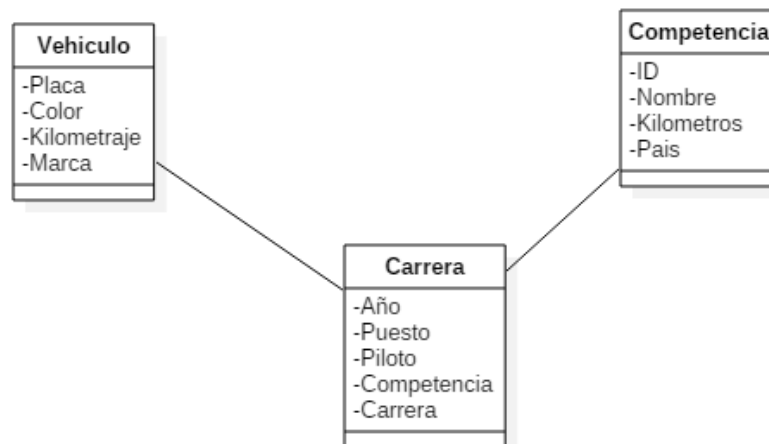 Vehiculo
-Placa
-Color
-Kilometraje
-Marca
Competencia
-ID
-Nombre
-Kilometros
-Pais
Carrera
-Año
-Puesto
-Piloto
-Competencia
-Carrera